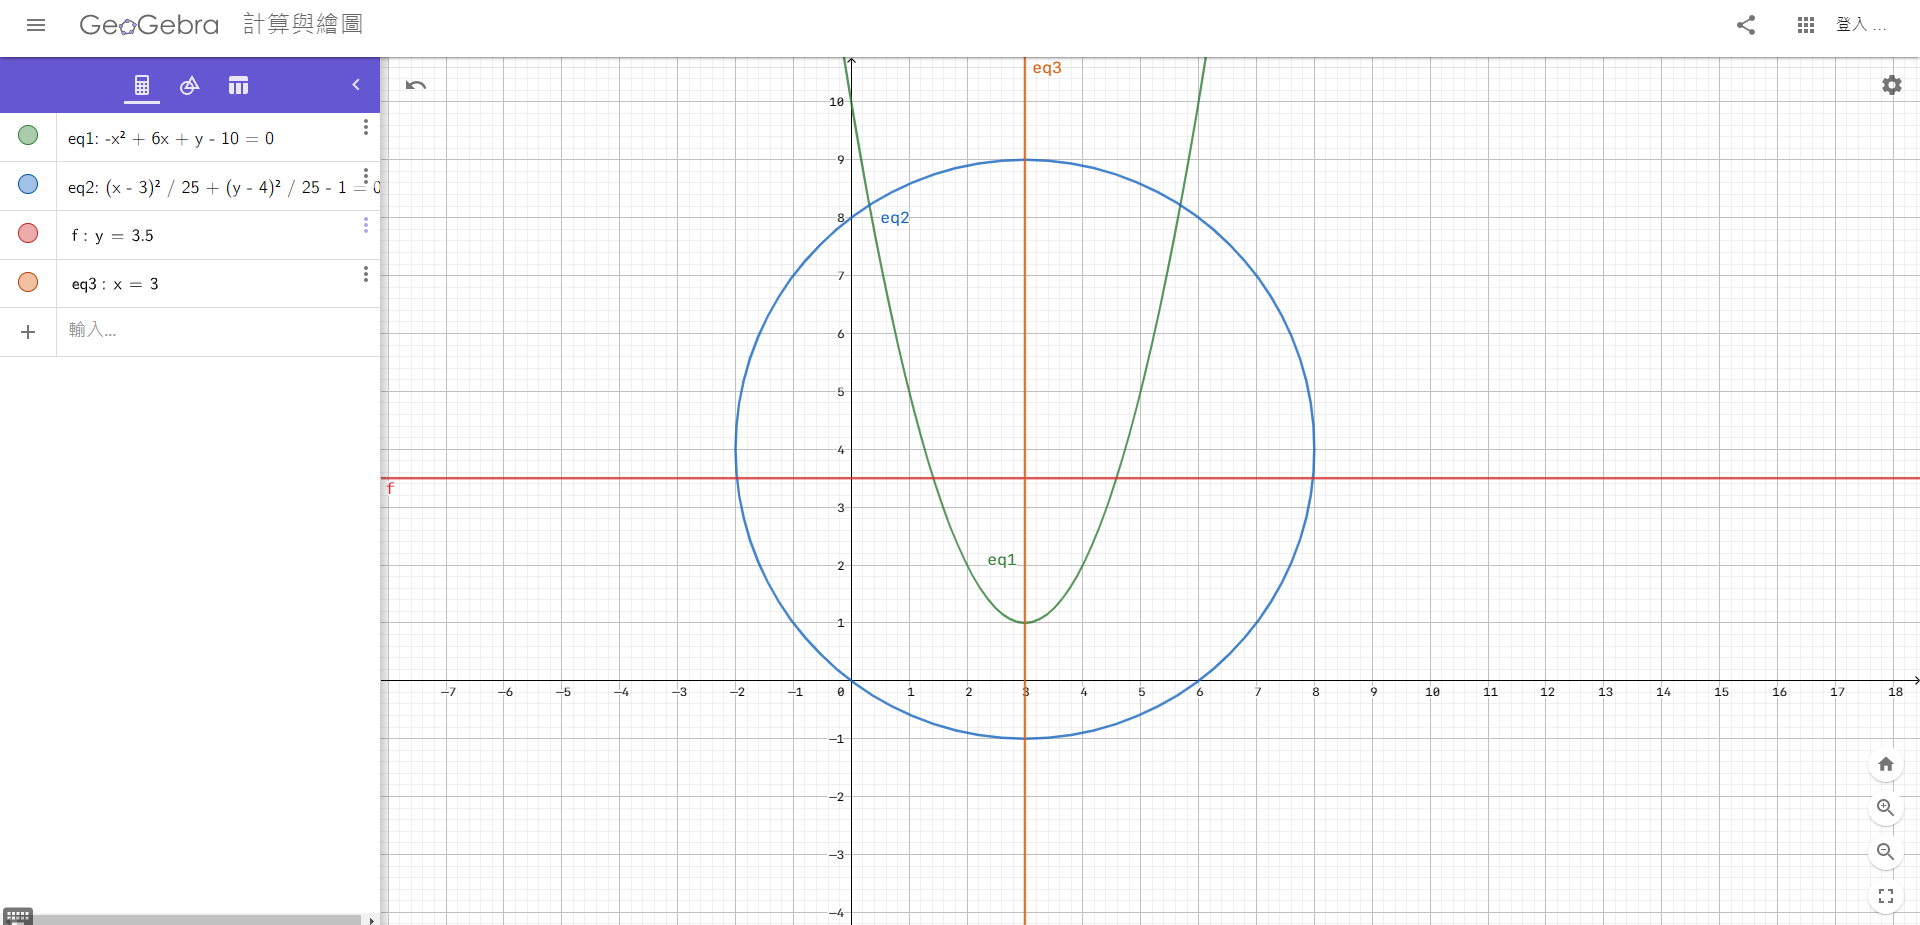 GeoGebra 計算與繪圖
登入 ...
eq1: -x² + 6x + y - 10 = 0
eq2: (x - 3)² / 25 + (y - 4)² / 25 - 1 = 0
f : y = 3.5
eq3 : x = 3
輸入...
eq3
10
9
8
eq2
7
6
5
4
f
3
eq1
2
1
−7 −6 −5 −4 −3 −2 −1 0 1 2 3 4 5 6 7 8 9 10 11 12 13 14 15 16 17 18
−1
−2
−3
−4